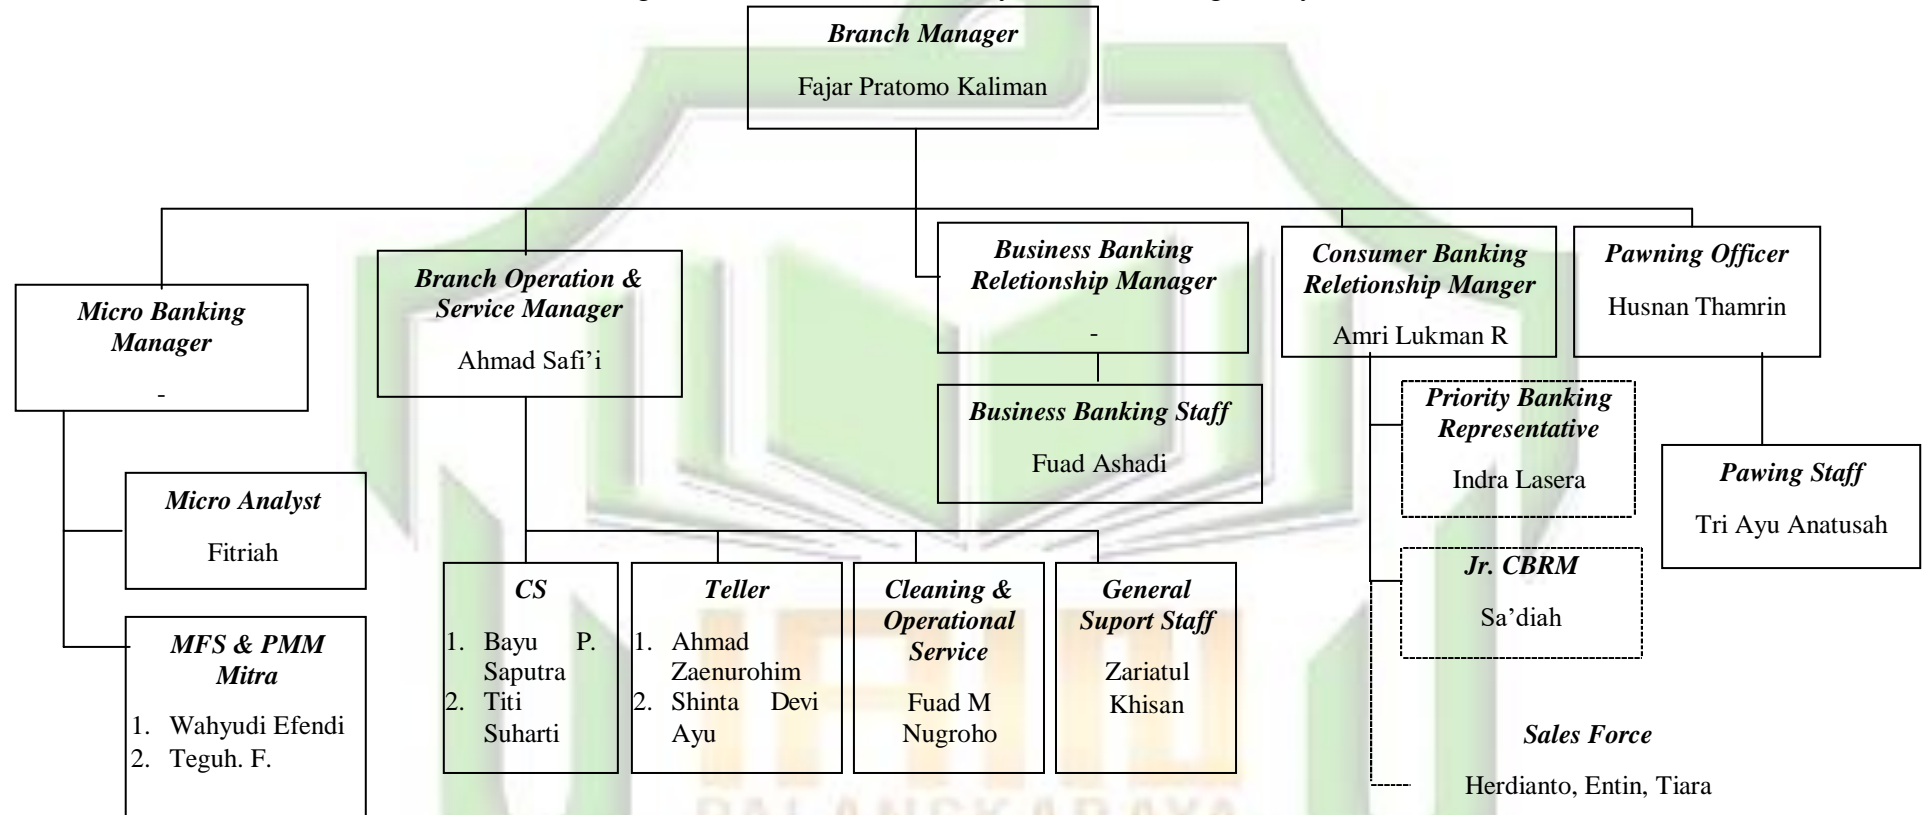 Branch Manager
Fajar Pratomo Kaliman
Micro Banking
Manager
-
Branch Operation &
Service Manager
Ahmad Safi’i
Business Banking
Reletionship Manager
-
Consumer Banking
Reletionship Manger
Amri Lukman R
Pawning Officer
Husnan Thamrin
Business Banking Staff
Fuad Ashadi
Priority Banking
Representative
Indra Lasera
Pawing Staff
Tri Ayu Anatusah
Micro Analyst
Fitriah
MFS & PMM
Mitra
1. Wahyudi Efendi
2. Teguh. F.
CS
1. Bayu P.
Saputra
2. Titi
Suharti
Teller
1. Ahmad
Zaenurohim
2. Shinta Devi
Ayu
Cleaning &
Operational
Service
Fuad M
Nugroho
General
Suport Staff
Zariatul
Khisan
Jr. CBRM
Sa’diah
Sales Force
Herdianto, Entin, Tiara
IAIN
PALANGKARAYA